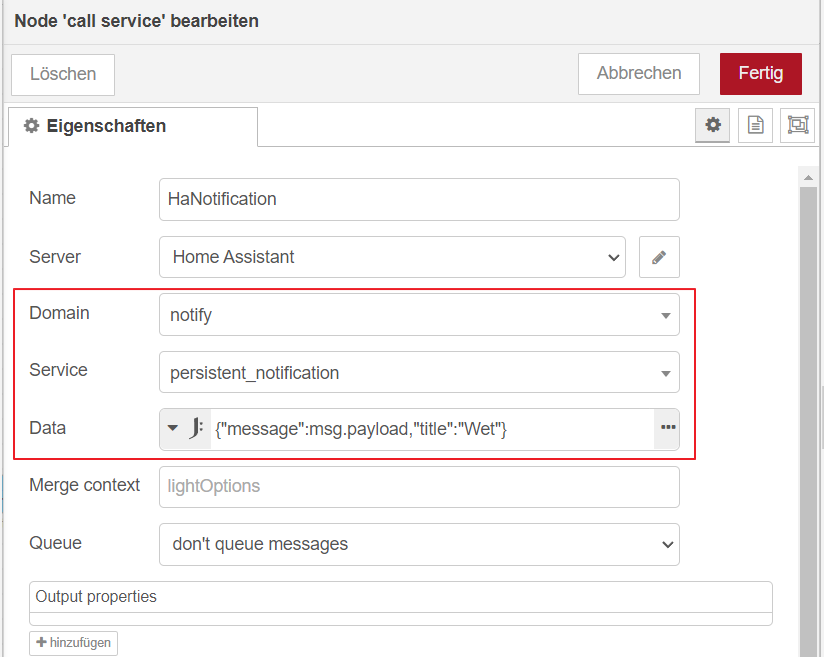 Node 'call service' bearbeiten
Löschen
Abbrechen
Fertig
Eigenschaften
Name
HaNotification
Server
Home Assistant
Domain
notify
Service
persistent_notification
Data
J: {"message":msg.payload,"title":"Wet"}
Merge context
lightOptions
Queue
don't queue messages
Output properties
hinzufügen